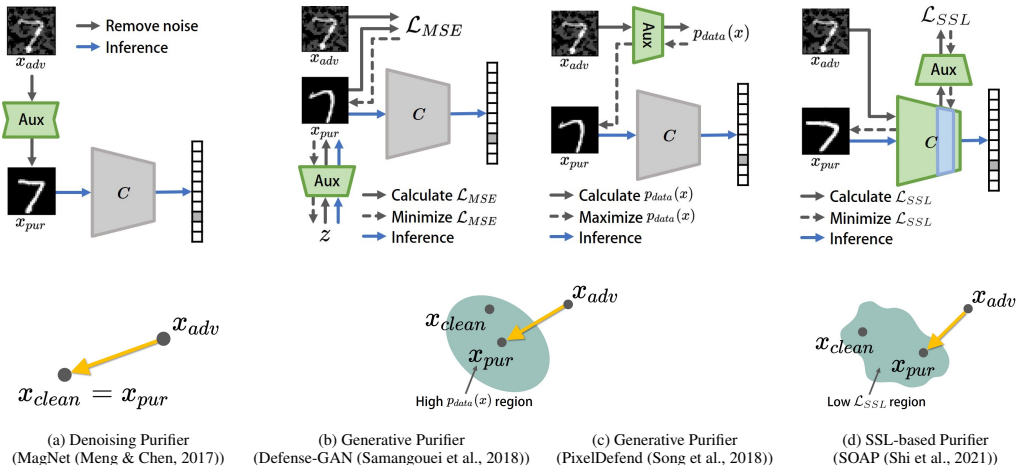 x_adv
Remove noise
Inference
Aux
x_pur
C
x_adv
L_MSE
x_pur
C
Aux
z
Calculate L_MSE
Minimize L_MSE
Inference
x_adv
Aux
p_data(x)
x_pur
C
Calculate p_data(x)
Maximize p_data(x)
Inference
x_adv
L_SSL
Aux
x_pur
C
Calculate L_SSL
Minimize L_SSL
Inference
x_adv
x_clean = x_pur
x_adv
x_clean
x_pur
High p_data(x) region
x_adv
x_clean
x_pur
Low L_SSL region
(a) Denoising Purifier
(MagNet (Meng & Chen, 2017))
(b) Generative Purifier
(Defense-GAN (Samangouei et al., 2018))
(c) Generative Purifier
(PixelDefend (Song et al., 2018))
(d) SSL-based Purifier
(SOAP (Shi et al., 2021))